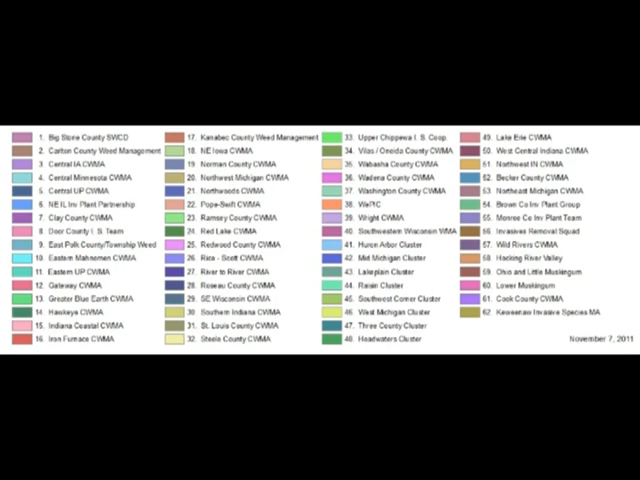 1. Big Stone County SWCD
2. Carlton County Weed Management
3. Central IA CWMA
4. Central Minnesota CWMA
5. Central UP CWMA
6. NE IL Inv Plant Partnership
7. Clay County CWMA
8. Door County I. S. Team
9. East Polk County/Township Weed
10. Eastern Mahnomen CWMA
11. Eastern UP CWMA
12. Gateway CWMA
13. Greater Blue Earth CWMA
14. Hawkeye CWMA
15. Indiana Coastal CWMA
16. Iron Furnace CWMA
17. Kanabec County Weed Management
18. NE Iowa CWMA
19. Norman County CWMA
20. Northwest Michigan CWMA
21. Northwoods CWMA
22. Pope-Swift CWMA
23. Ramsey County CWMA
24. Red Lake CWMA
25. Redwood County CWMA
26. Rice - Scott CWMA
27. River to River CWMA
28. Roseau County CWMA
29. SE Wisconsin CWMA
30. Southern Indiana CWMA
31. St. Louis County CWMA
32. Steele County CWMA
33. Upper Chippewa I. S. Coop.
34. Vilas / Oneida County CWMA
35. Wabasha County CWMA
36. Wadena County CWMA
37. Washington County CWMA
38. WePIC
39. Wright CWMA
40. Southwestern Wisconsin WMA
41. Huron Arbor Cluster
42. Mid Michigan Cluster
43. Lakeplain Cluster
44. Raisin Cluster
45. Southwest Corner Cluster
46. West Michigan Cluster
47. Three County Cluster
48. Headwaters Cluster
49. Lake Erie CWMA
50. West Central Indiana CWMA
51. Northwest IN CWMA
52. Becker County CWMA
53. Northeast Michigan CWMA
54. Brown Co Inv Plant Group
55. Monroe Co Inv Plant Team
56. Invasives Removal Squad
57. Wild Rivers CWMA
58. Hocking River Valley
59. Ohio and Little Muskingum
60. Lower Muskingum
61. Cook County CWMA
62. Keweenaw Invasive Species MA
November 7, 2011